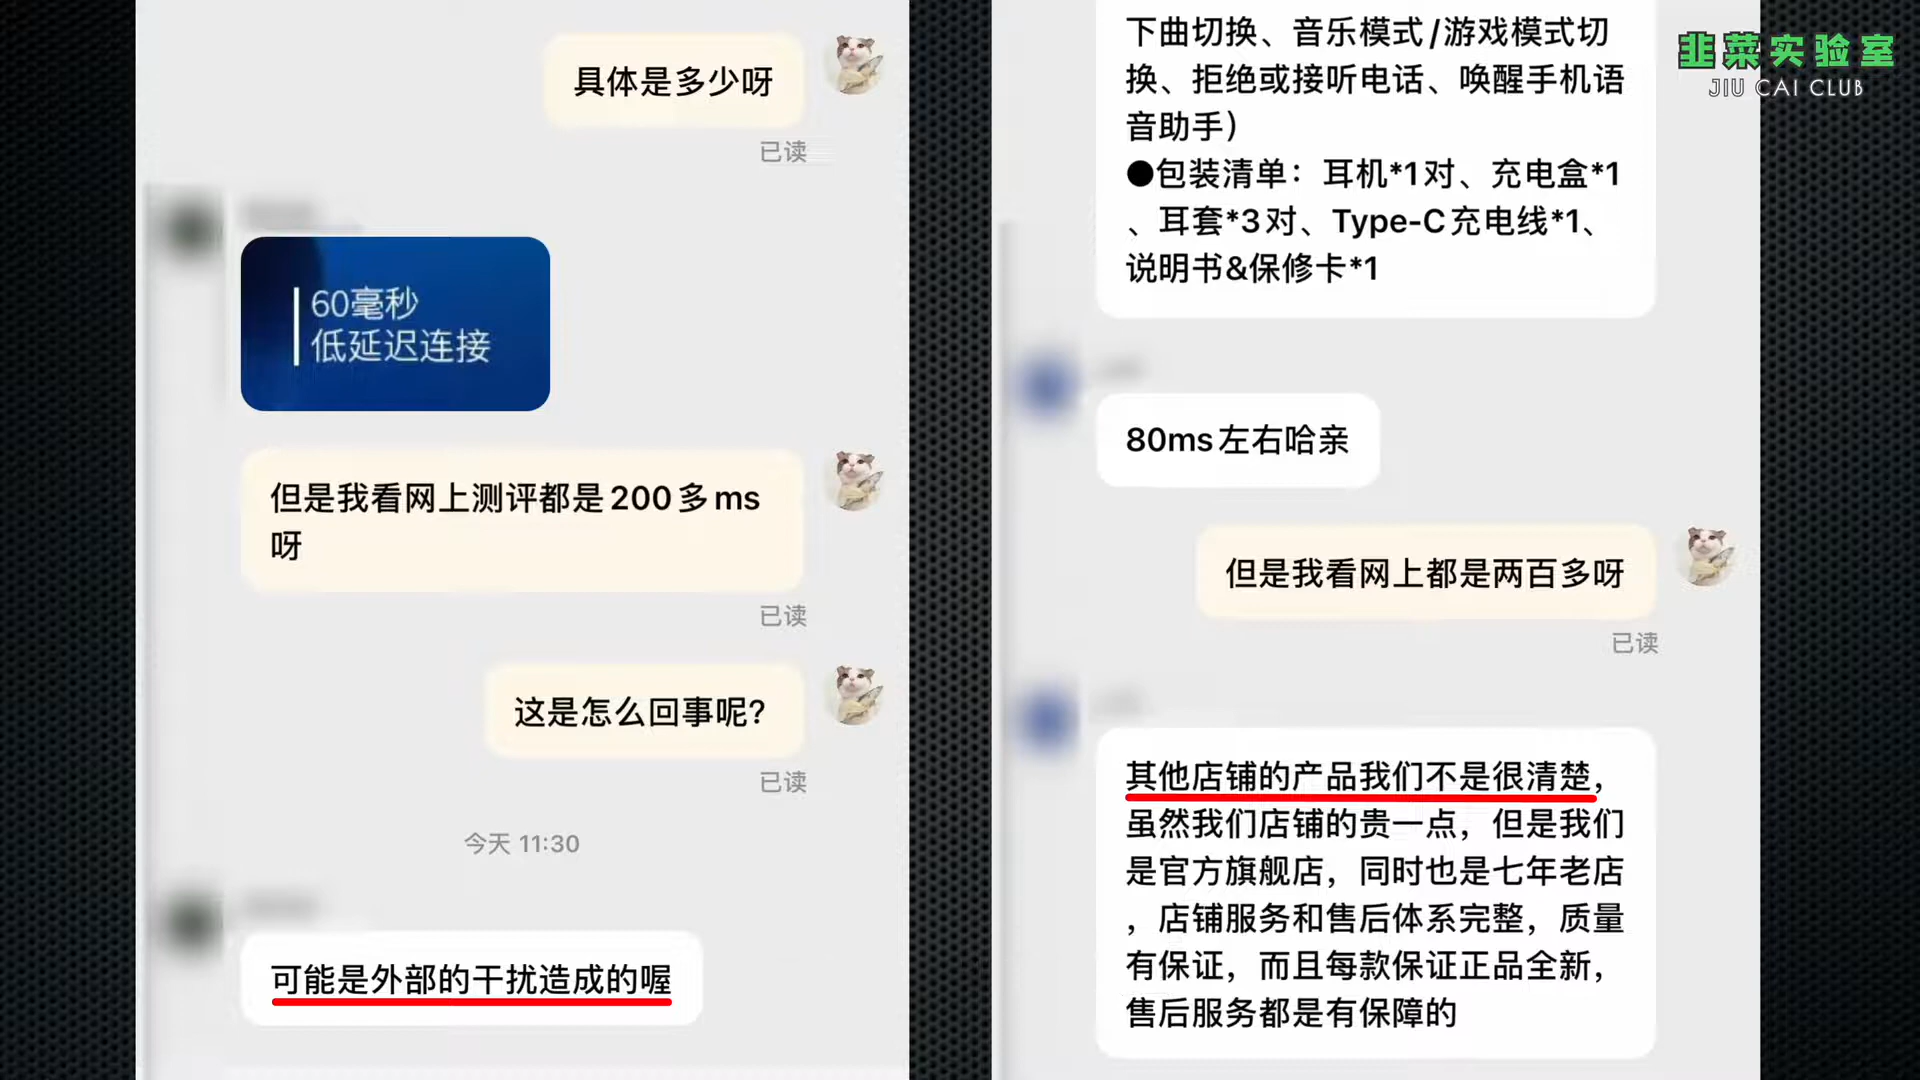 具体是多少呀
已读
60毫秒
低延迟连接
但是我看网上测评都是200多ms
呀
已读
这是怎么回事呢?
已读
今天 11:30
可能是外部的干扰造成的喔
下曲切换、音乐模式/游戏模式切
换、拒绝或接听电话、唤醒手机语
音助手）
●包装清单：耳机*1对、充电盒*1
、耳套*3对、Type-C充电线*1、
说明书&保修卡*1
80ms左右哈亲
但是我看网上都是两百多呀
已读
其他店铺的产品我们不是很清楚，
虽然我们店铺的贵一点，但是我们
是官方旗舰店，同时也是七年老店
，店铺服务和售后体系完整，质量
有保证，而且每款保证正品全新，
售后服务都是有保障的
韭菜实验室
JIU CAI CLUB